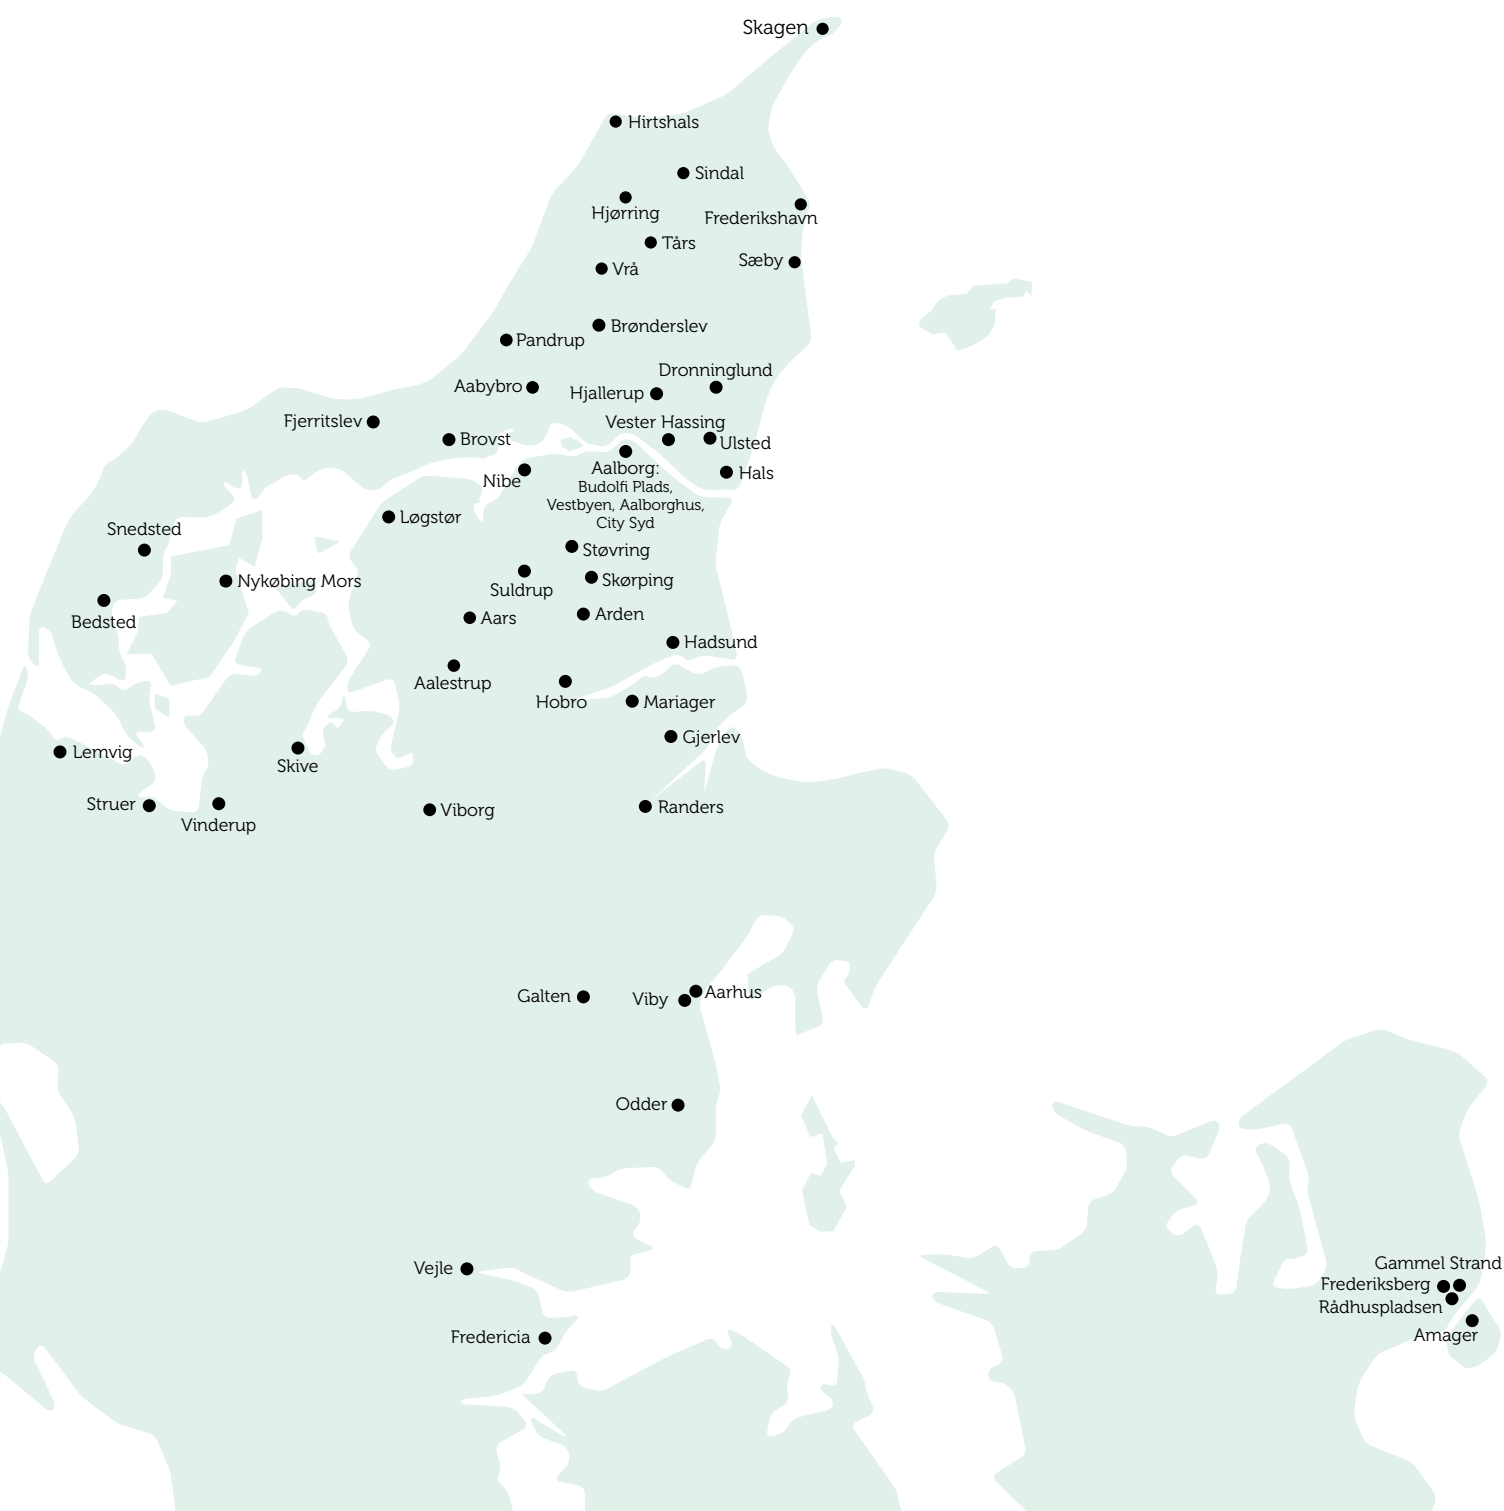 Skagen
Hirtshals
Sindal
Hjørring
Frederikshavn
Tårs
Sæby
Vrå
Brønderslev
Pandrup
Dronninglund
Aabybro
Hjallerup
Fjerritslev
Vester Hassing
Brovst
Ulsted
Aalborg:
Budolfi Plads,
Vestbyen, Aalborghus,
City Syd
Hals
Nibe
Løgstør
Snedsted
Støvring
Nykøbing Mors
Skørping
Suldrup
Arden
Aars
Bedsted
Hadsund
Aalestrup
Hobro
Mariager
Gjerlev
Lemvig
Skive
Struer
Randers
Viborg
Vinderup
Galten
Viby
Aarhus
Odder
Gammel Strand
Vejle
Frederiksberg
Rådhuspladsen
Amager
Fredericia